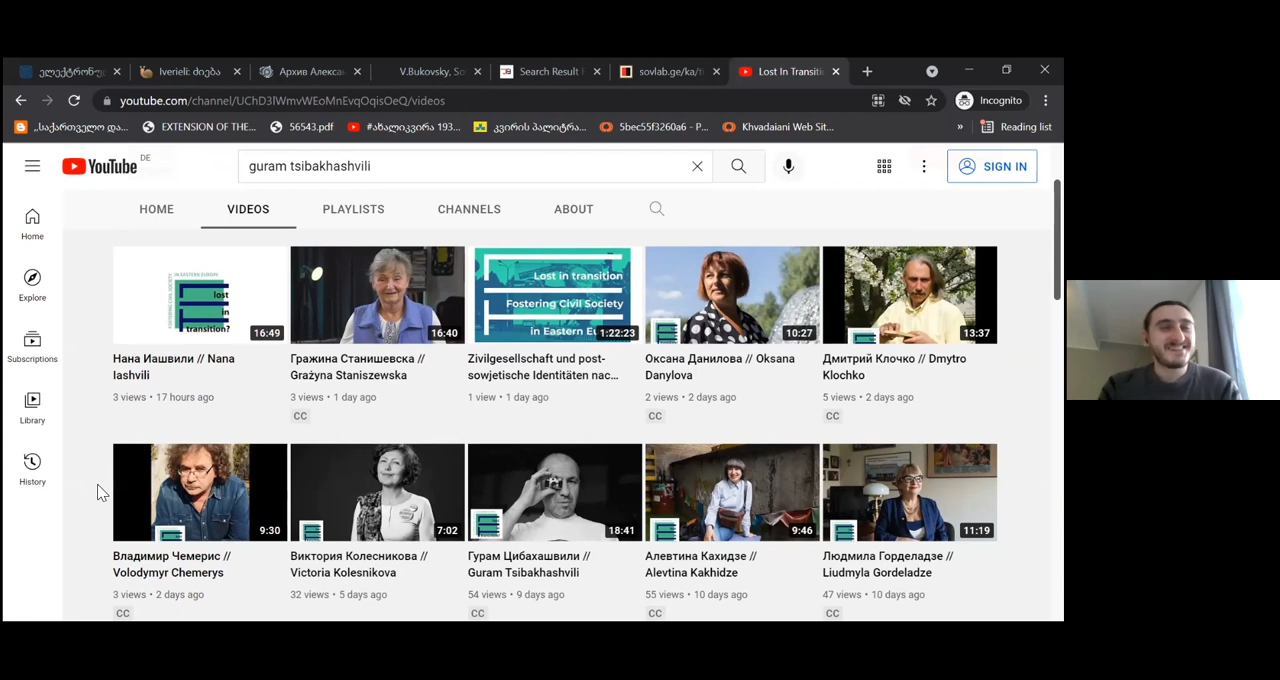 ელექტრონულ
Iverieli: ძიება
Архив Алекса
V.Bukovsky, So
Search Result
sovlab.ge/ka/
Lost In Transiti
youtube.com/channel/UChD3lWmvWEoMnEvqOqisOeQ/videos
Incognito
„საქართველო და...
EXTENSION OF THE...
56543.pdf
#ახალიკვირა 193...
კვირის პალიტრა...
5bec55f3260a6 - P...
Khvadaiani Web Sit...
»
Reading list
YouTube DE
guram tsibakhashvili
SIGN IN
HOME
VIDEOS
PLAYLISTS
CHANNELS
ABOUT
Home
Explore
Subscriptions
Library
History
FOSTERING CIVIL SOCIETY
IN EASTERN EUROPE
lost
in
transition?
16:49
16:40
Lost in transition
Fostering Civil Society
in Eastern Eu
1:22:23
10:27
13:37
Нана Иашвили // Nana
Iashvili
3 views • 17 hours ago
Гражина Станишевска //
Grażyna Staniszewska
3 views • 1 day ago
CC
Zivilgesellschaft und post-
sowjetische Identitäten nac...
1 view • 1 day ago
Оксана Данилова // Oksana
Danylova
2 views • 2 days ago
CC
Дмитрий Клочко // Dmytro
Klochko
5 views • 2 days ago
CC
9:30
7:02
18:41
9:46
11:19
Владимир Чемерис //
Volodymyr Chemerys
3 views • 2 days ago
CC
Виктория Колесникова //
Victoria Kolesnikova
32 views • 5 days ago
Гурам Цибахашвили //
Guram Tsibakhashvili
54 views • 9 days ago
CC
Алевтина Кахидзе //
Alevtina Kakhidze
55 views • 10 days ago
CC
Людмила Горделадзе //
Liudmyla Gordeladze
47 views • 10 days ago
CC